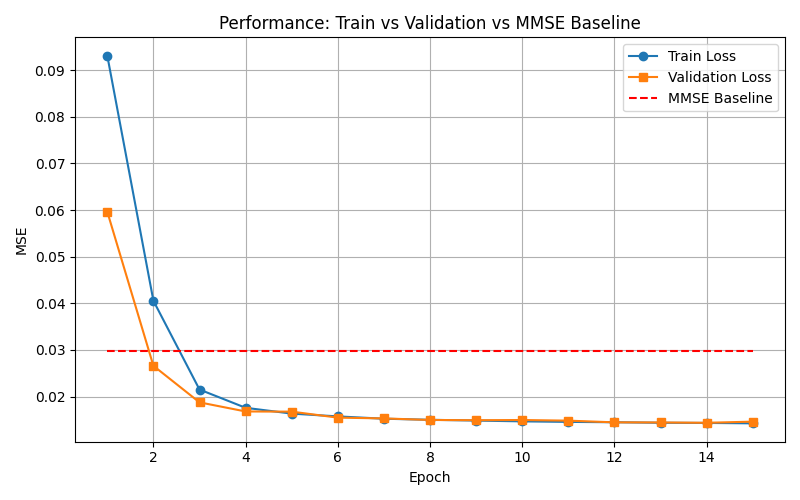 Performance: Train vs Validation vs MMSE Baseline
Train Loss
Validation Loss
MMSE Baseline
MSE
0.09
0.08
0.07
0.06
0.05
0.04
0.03
0.02
2
4
6
8
10
12
14
Epoch